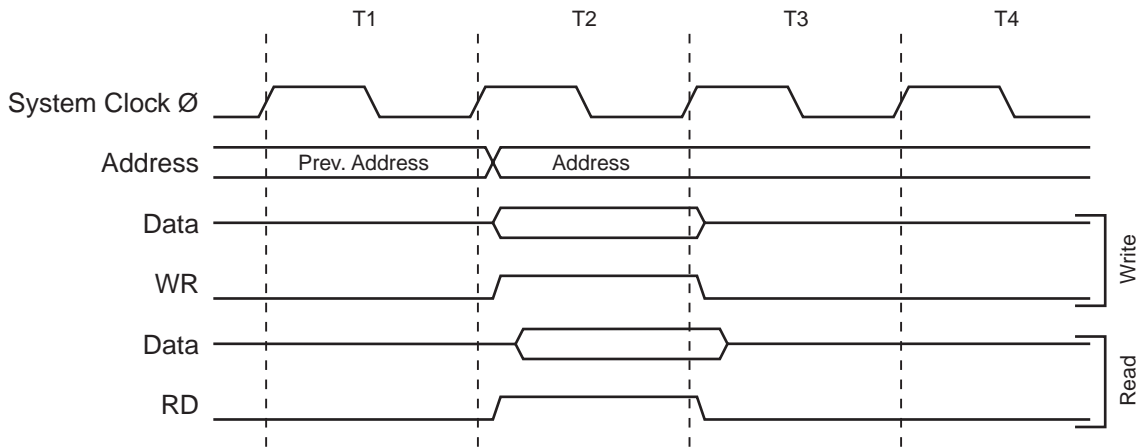 T1 T2 T3 T4
System Clock Ø
Address Prev. Address Address
Data
WR
Write
Data
RD
Read